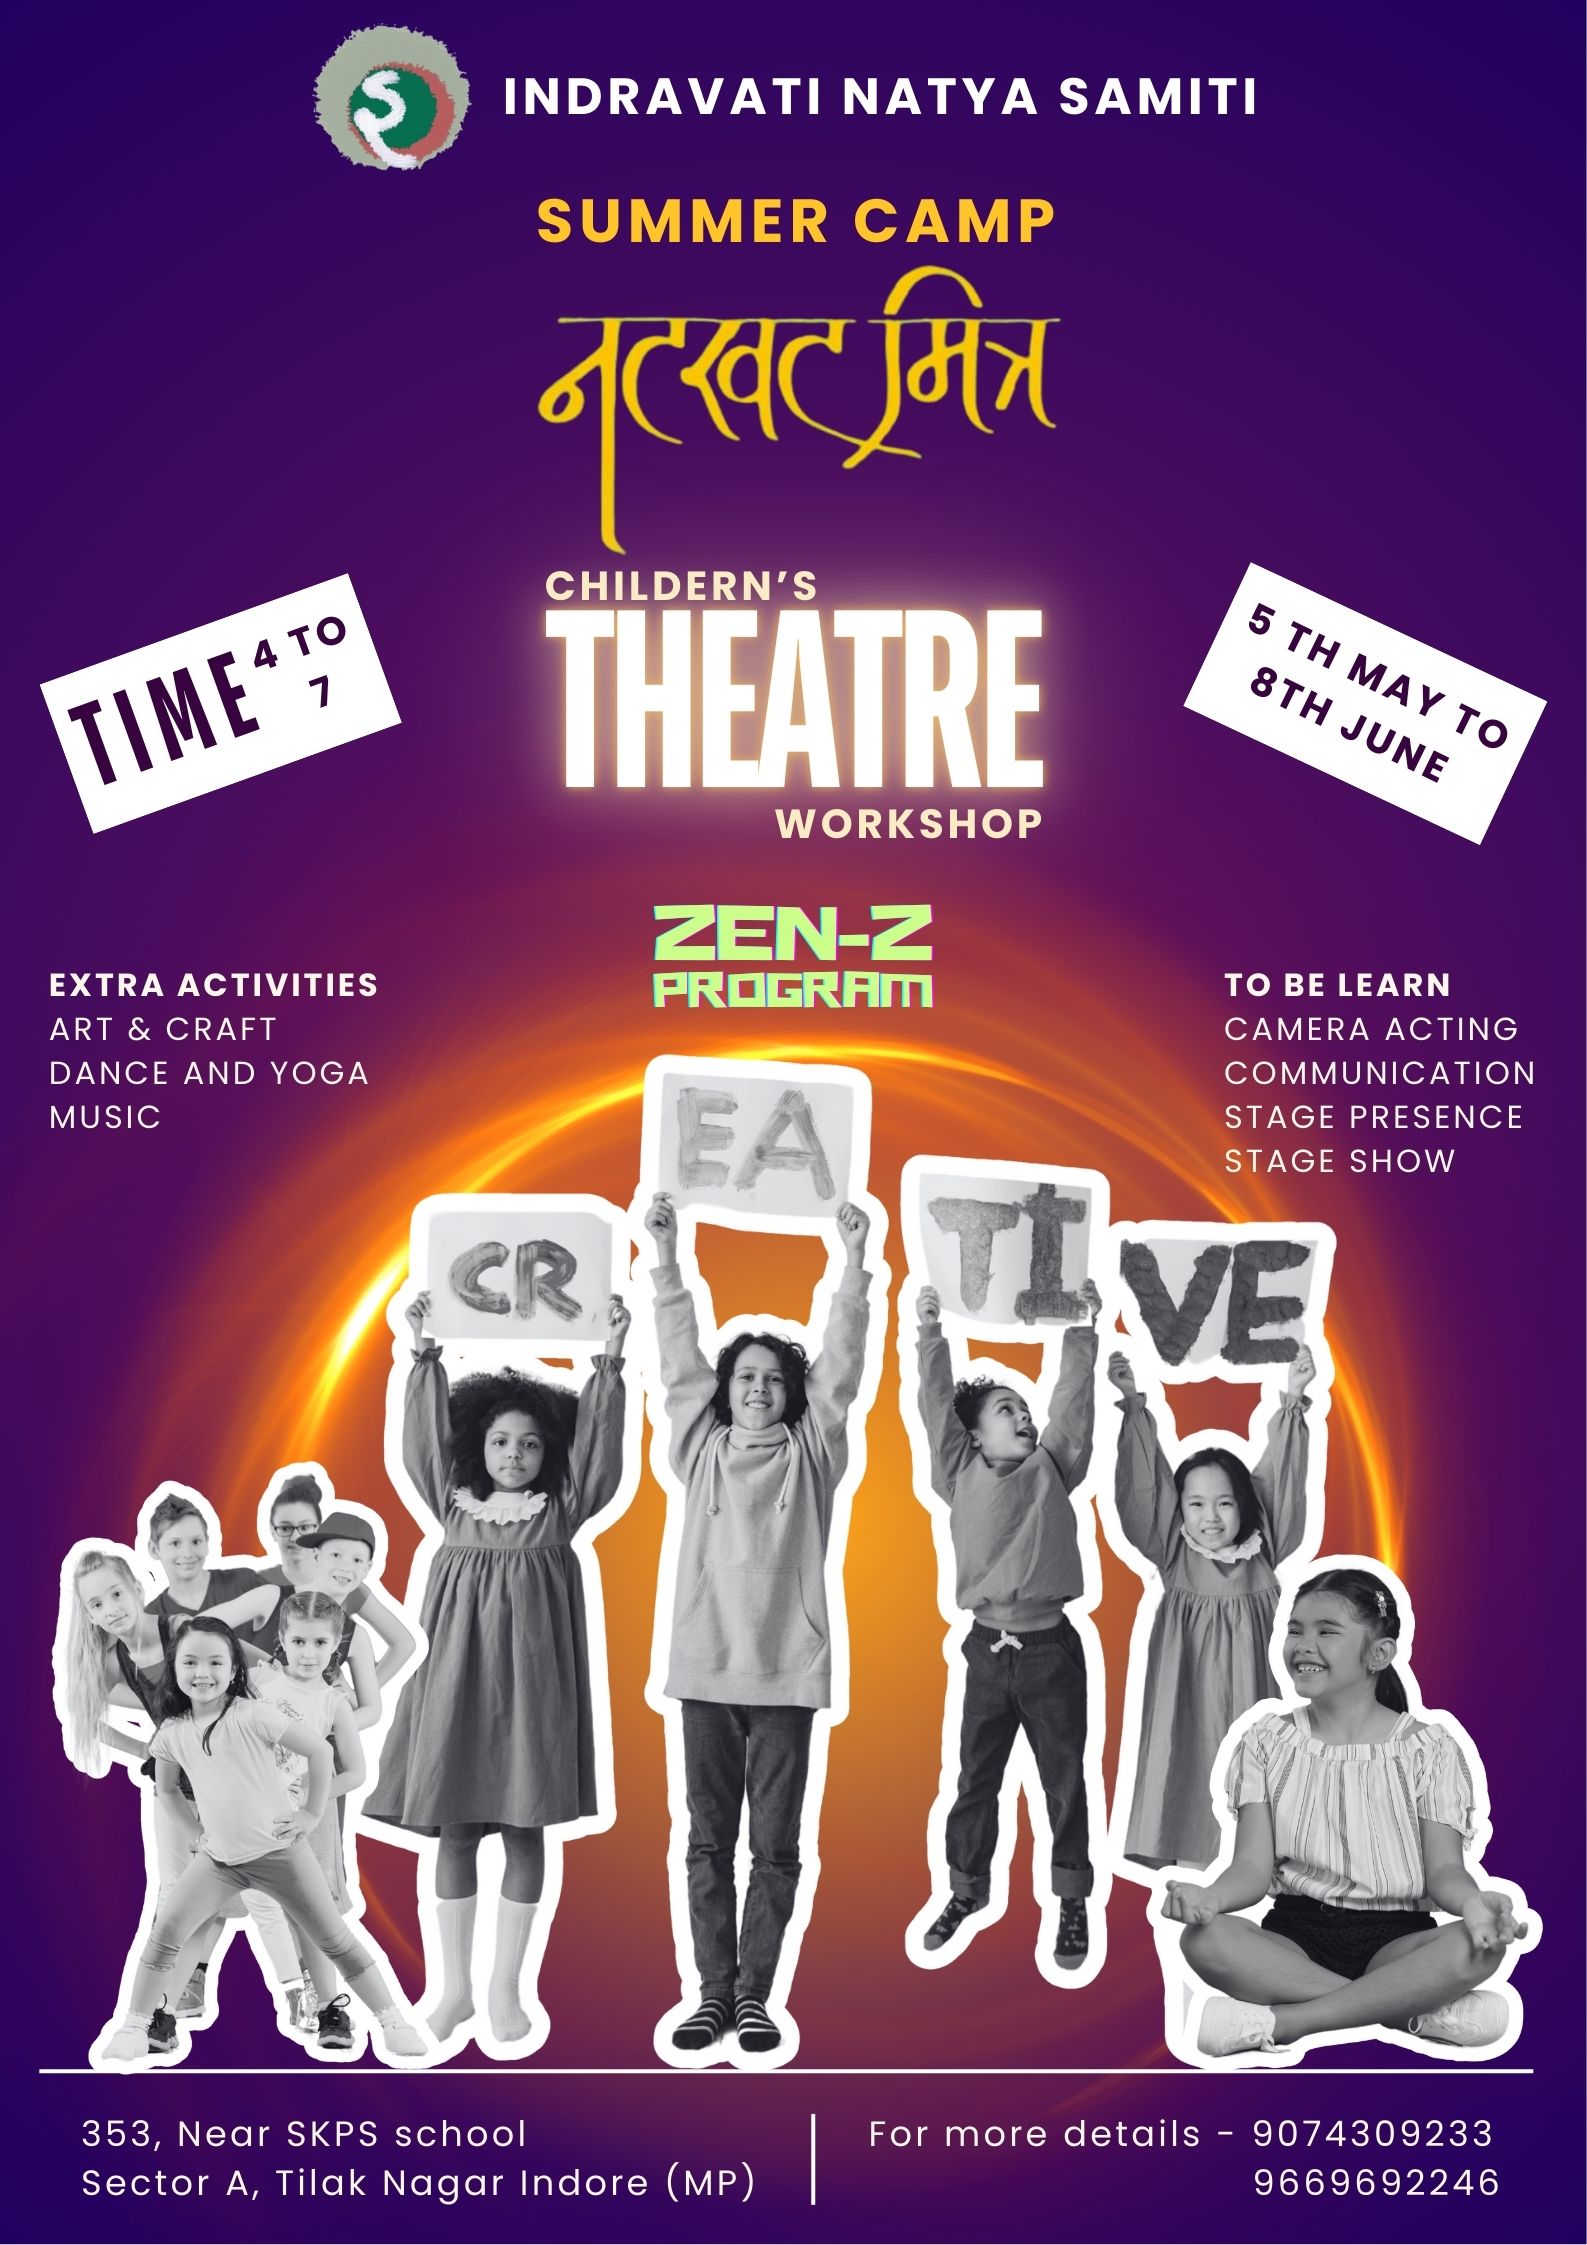 INDRAVATI NATYA SAMITI
SUMMER CAMP
नटखट मित्र
CHILDERN'S
THEATRE
WORKSHOP
TIME 4 TO
7
5 TH MAY TO
8TH JUNE
ZEN-Z
PROGRAM
EXTRA ACTIVITIES
ART & CRAFT
DANCE AND YOGA
MUSIC
TO BE LEARN
CAMERA ACTING
COMMUNICATION
STAGE PRESENCE
STAGE SHOW
CR EA TI VE
353, Near SKPS school
Sector A, Tilak Nagar Indore (MP)
For more details - 9074309233
9669692246